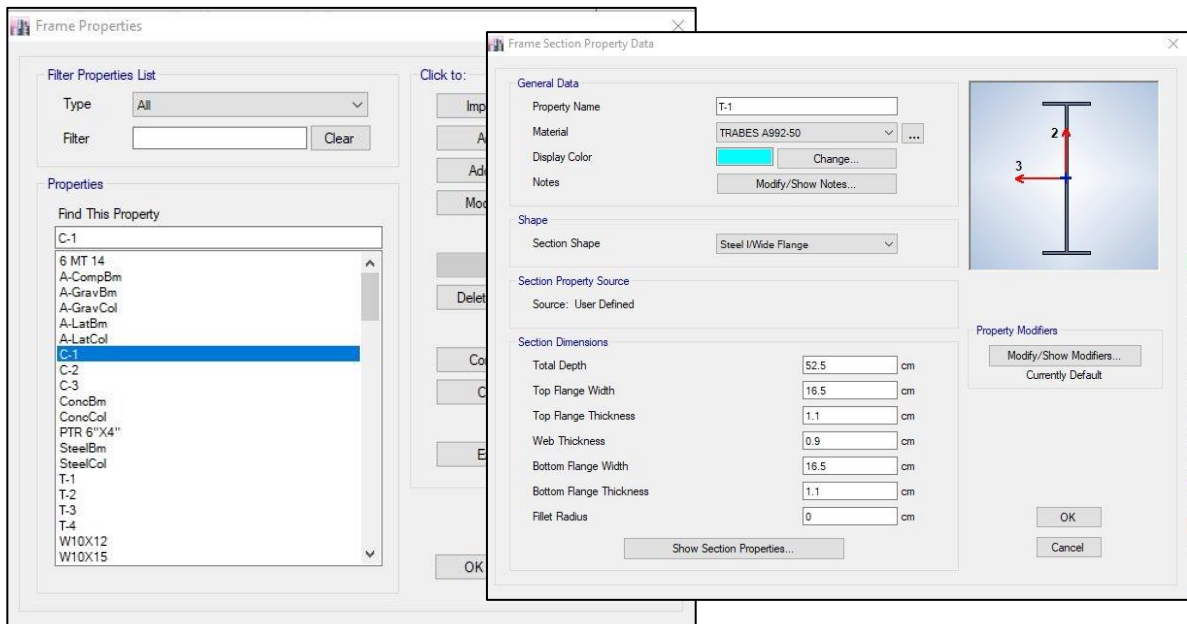 Frame Properties
Filter Properties List
Type All
Filter Clear
Properties
Find This Property
C-1
6 MT 14
A-CompBm
A-GravBm
A-GravCol
A-LatBm
A-LatCol
C-1
C-2
C-3
ConcBm
ConcCol
PTR 6"X4"
SteelBm
SteelCol
T-1
T-2
T-3
T-4
W10X12
W10X15
Click to:
Imp
A
Add
Mod
Delet
Co
C
E
OK
Frame Section Property Data
General Data
Property Name T-1
Material TRABES A992-50 ...
Display Color Change...
Notes Modify/Show Notes...
Shape
Section Shape Steel I/Wide Flange
Section Property Source
Source: User Defined
Section Dimensions
Total Depth 52.5 cm
Top Flange Width 16.5 cm
Top Flange Thickness 1.1 cm
Web Thickness 0.9 cm
Bottom Flange Width 16.5 cm
Bottom Flange Thickness 1.1 cm
Fillet Radius 0 cm
Show Section Properties...
2
3
Property Modifiers
Modify/Show Modifiers...
Currently Default
OK
Cancel